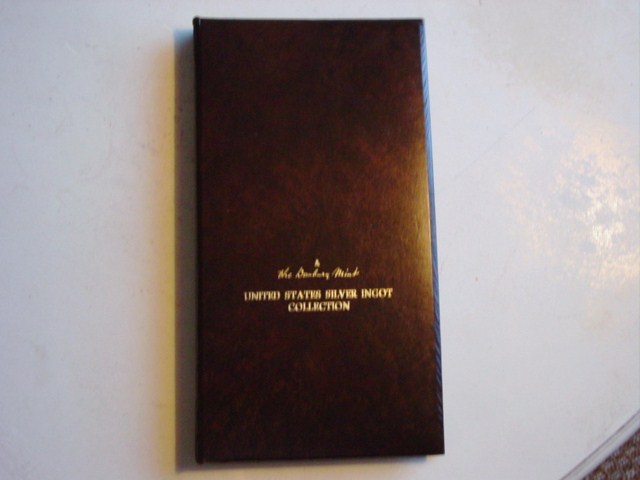 The Danbury Mint
UNITED STATES SILVER INGOT
COLLECTION